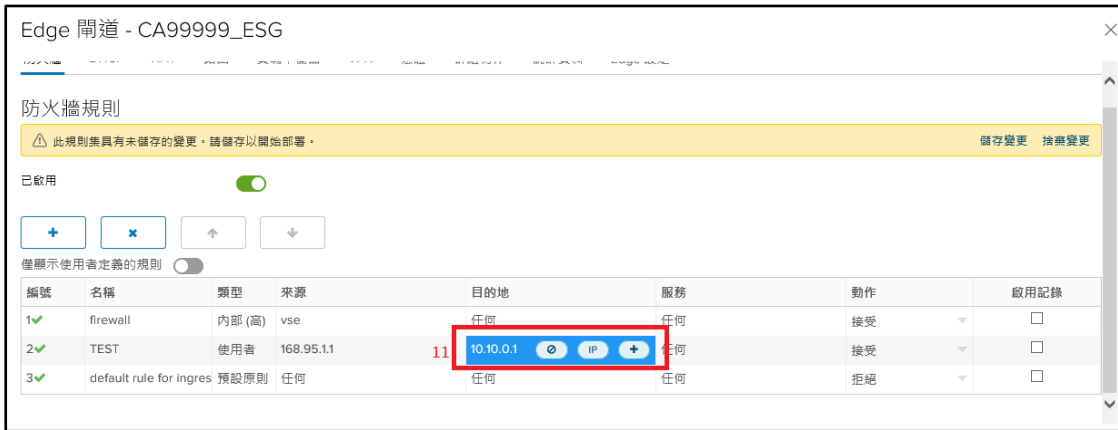 Edge 閘道 - CA99999_ESG
防火牆規則
此規則集具有未儲存的變更。請儲存以開始部署。 儲存變更 捨棄變更
已啟用
僅顯示使用者定義的規則
編號 名稱 類型 來源 目的地 服務 動作 啟用記錄
1 firewall 內部 (高) vse 任何 任何 接受
2 TEST 使用者 168.95.1.1 11 10.10.0.1 IP 任何 接受
3 default rule for ingres 預設原則 任何 任何 任何 拒絕